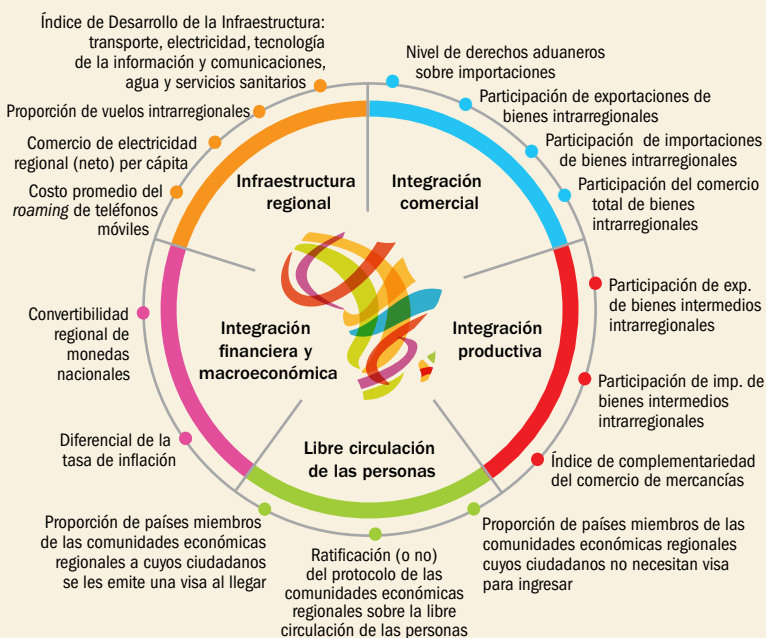 Índice de Desarrollo de la Infraestructura:
transporte, electricidad, tecnología
de la información y comunicaciones,
agua y servicios sanitarios
Proporción de vuelos intrarregionales
Comercio de electricidad
regional (neto) per cápita
Costo promedio del
roaming de teléfonos
móviles
Infraestructura
regional
Nivel de derechos aduaneros
sobre importaciones
Participación de exportaciones de
bienes intrarregionales
Participación de importaciones
de bienes intrarregionales
Participación del comercio
total de bienes
intrarregionales
Integración
comercial
Participación de exp.
de bienes intermedios
intrarregionales
Participación de imp. de
bienes intermedios
intrarregionales
Índice de complementariedad
del comercio de mercancías
Integración
productiva
Convertibilidad
regional de
monedas
nacionales
Diferencial de la
tasa de inflación
Integración
financiera y
macroeconómica
Libre circulación
de las personas
Proporción de países miembros
de las comunidades económicas
regionales a cuyos ciudadanos
se les emite una visa al llegar
Ratificación (o no)
del protocolo de las
comunidades económicas
regionales sobre la libre
circulación de las personas
Proporción de países miembros de las
comunidades económicas regionales
cuyos ciudadanos no necesitan visa
para ingresar